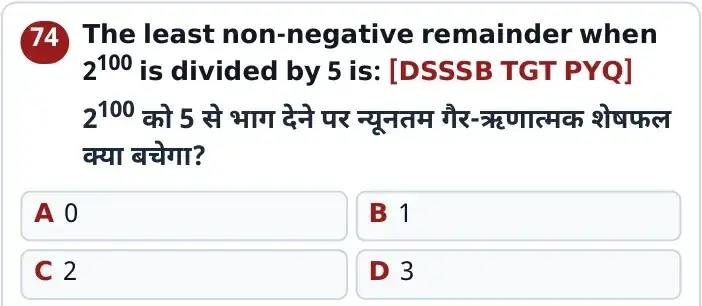 74 The least non-negative remainder when
2¹⁰⁰ is divided by 5 is: [DSSSB TGT PYQ]
2¹⁰⁰ को 5 से भाग देने पर न्यूनतम गैर-ऋणात्मक शेषफल
क्या बचेगा?
A 0
B 1
C 2
D 3